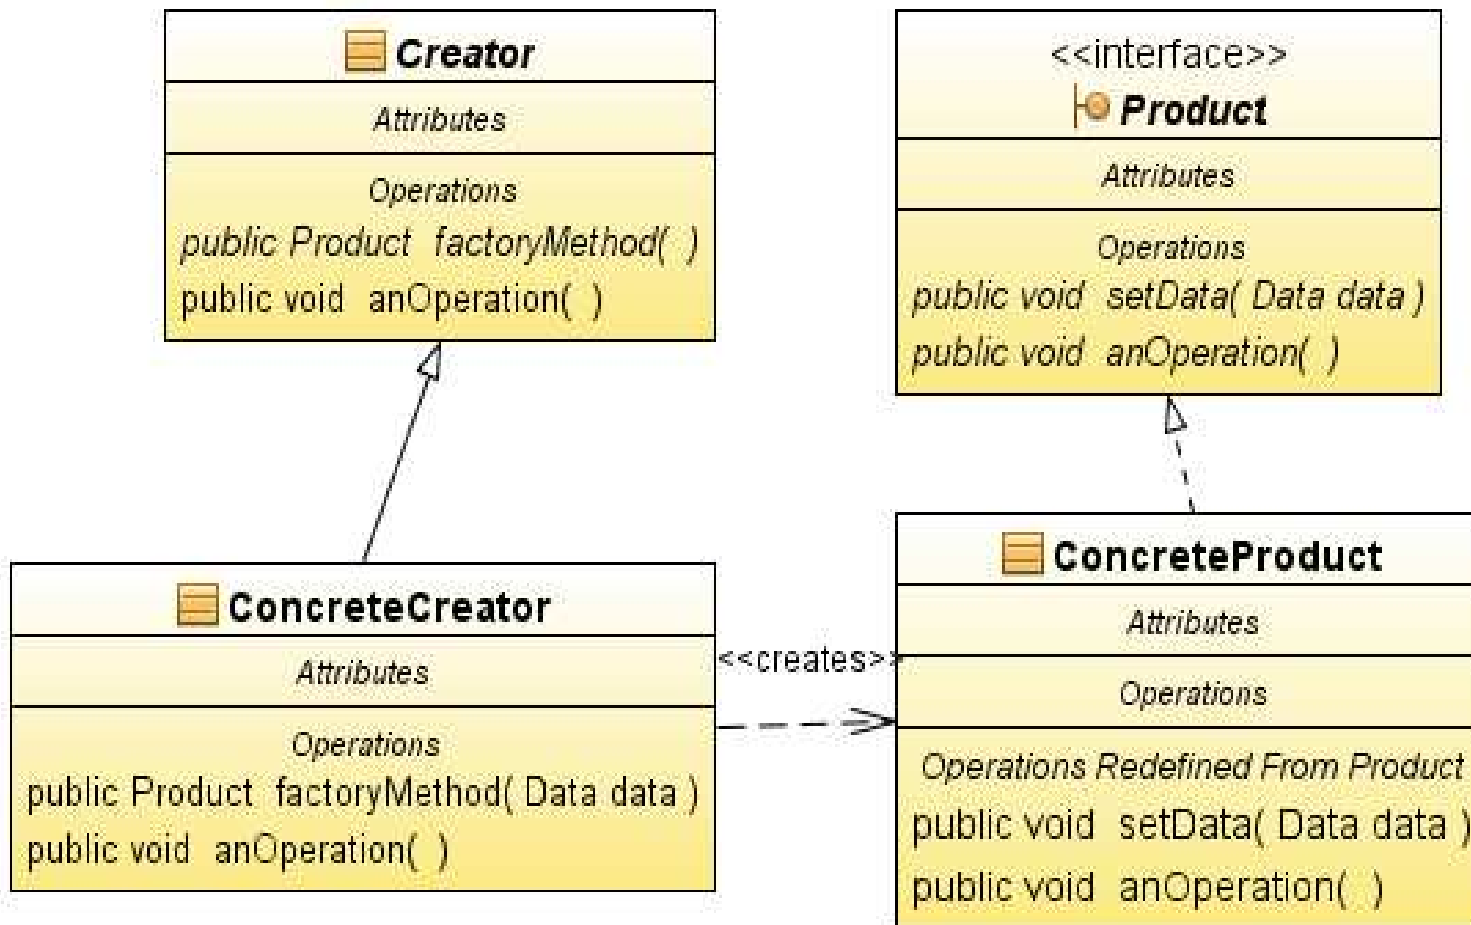 Creator
Attributes
Operations
public Product factoryMethod( )
public void anOperation( )
<<interface>>
Product
Attributes
Operations
public void setData( Data data )
public void anOperation( )
ConcreteCreator
Attributes
Operations
public Product factoryMethod( Data data )
public void anOperation( )
<<creates>>
ConcreteProduct
Attributes
Operations
Operations Redefined From Product
public void setData( Data data )
public void anOperation( )